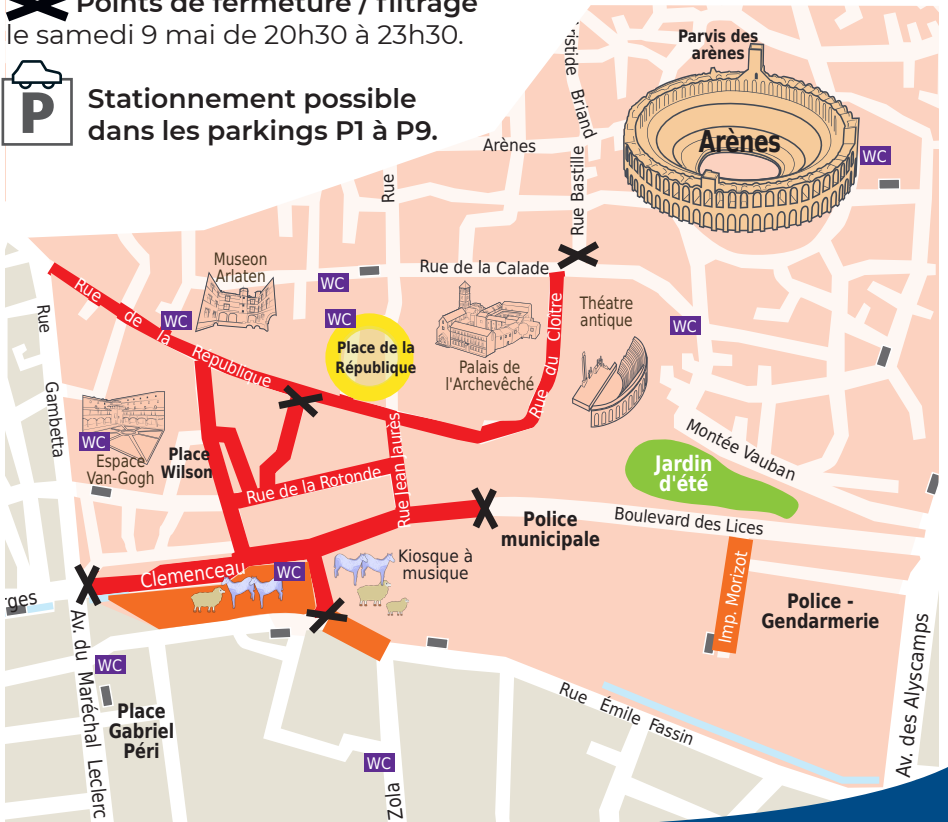 Points de fermeture / filtrage
le samedi 9 mai de 20h30 à 23h30.
P
Stationnement possible
dans les parkings P1 à P9.
Parvis des
arènes
Arènes
WC
Briand
Rue Bastille
Arènes
Rue
Museon
Arlaten
WC
WC
WC
Rue de la Calade
Théatre
antique
WC
Rue de la République
Place de la
République
Palais de
l'Archevêché
Rue du Cloître
Rue
Gambetta
WC
Espace
Van-Gogh
Place
Wilson
Rue de la Rotonde
Rue Jean Jaurès
Montée Vauban
Jardin
d'été
Boulevard des Lices
Police
municipale
Kiosque à
musique
Clemenceau
WC
Imp. Morizot
Police -
Gendarmerie
Av. du Maréchal Leclerc
WC
Place
Gabriel
Péri
WC
Zola
Rue Émile Fassin
Av. des Alyscamps